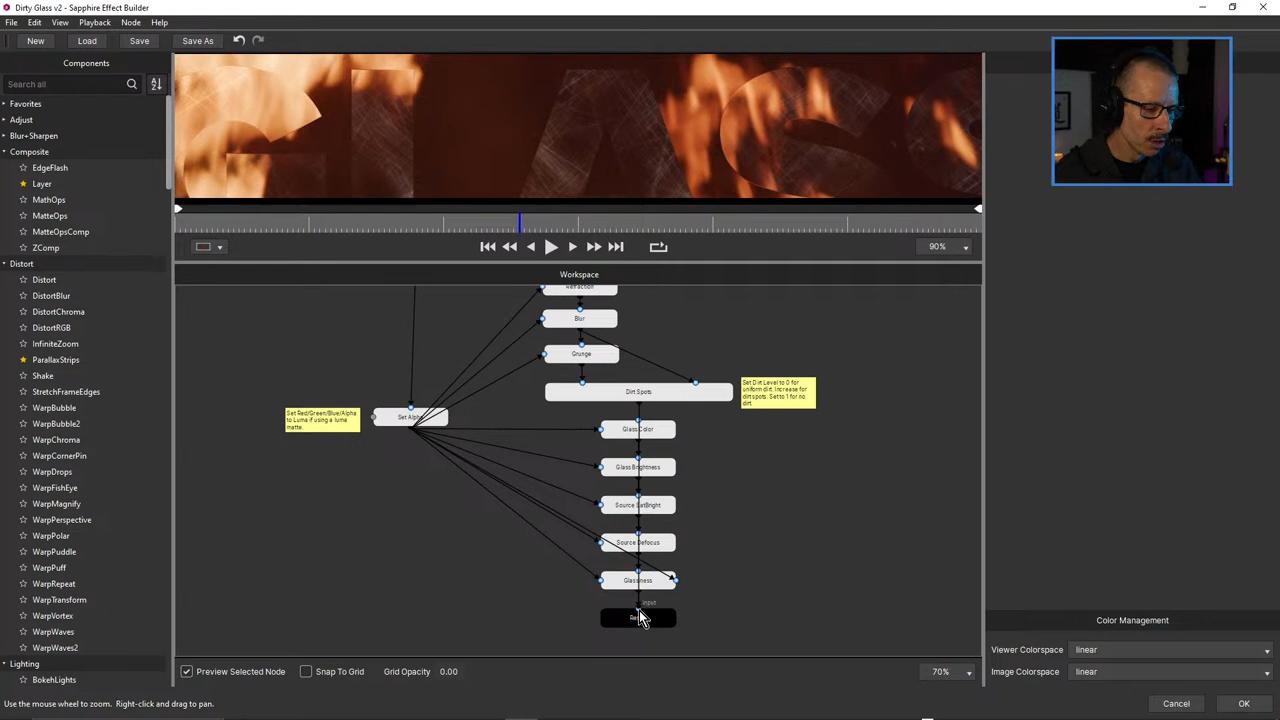 Dirty Glass v2 - Sapphire Effect Builder
File Edit View Playback Node Help
New Load Save Save As
Components
Search all
Favorites
Adjust
Blur+Sharpen
Composite
EdgeFlash
Layer
MathOps
MatteOps
MatteOpsComp
ZComp
Distort
Distort
DistortBlur
DistortChroma
DistortRGB
InfiniteZoom
ParallaxStrips
Shake
StretchFrameEdges
WarpBubble
WarpBubble2
WarpChroma
WarpCornerPin
WarpDrops
WarpFishEye
WarpMagnify
WarpPerspective
WarpPolar
WarpPuddle
WarpPuff
WarpRepeat
WarpTransform
WarpVortex
WarpWaves
WarpWaves2
Lighting
BokehLights
GLASS
90%
Workspace
Refraction
Blur
Grunge
Dirt Spots
Set Dirt Level to 0 for
uniform dirt. Increase for
dirt spots. Set to 1 for no
dirt.
Set Red/Green/Blue/Alpha
to Luma if using a luma
matte.
Set Alpha
Glass Color
Glass Brightness
Source SatBright
Source Defocus
Glassiness
Input
Preview Selected Node Snap To Grid Grid Opacity 0.00 70%
Color Management
Viewer Colorspace linear
Image Colorspace linear
Use the mouse wheel to zoom. Right-click and drag to pan.
Cancel OK